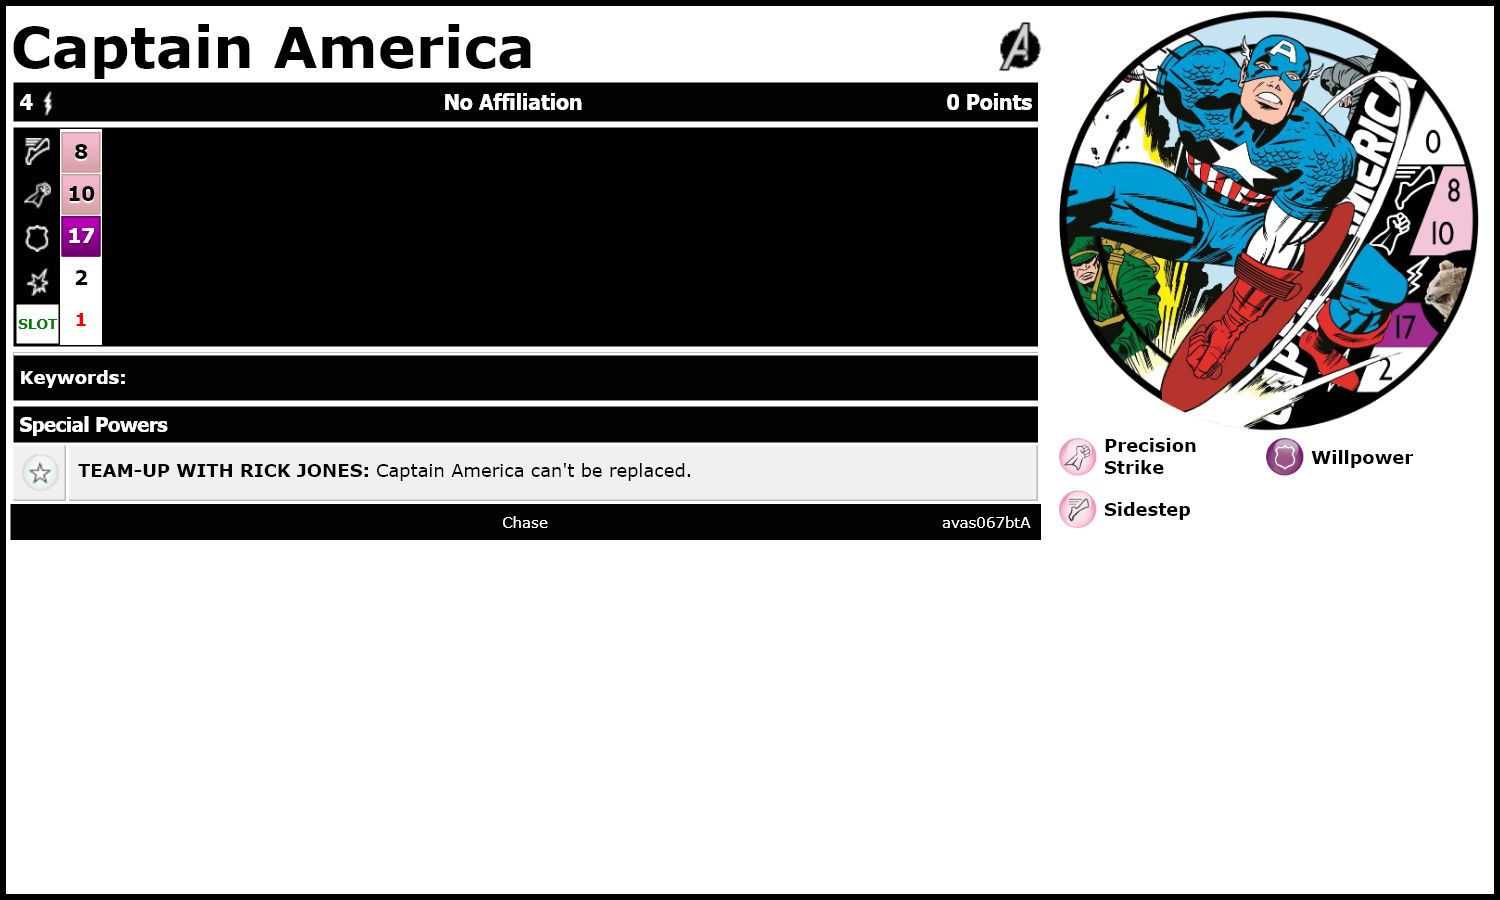 Captain America
4 No Affiliation 0 Points
8
10
17
2
SLOT 1
Keywords:
Special Powers
TEAM-UP WITH RICK JONES: Captain America can't be replaced.
Chase avas067btA
A
CAPTAIN AMERICA
0
8
10
17
2
Precision
Strike
Willpower
Sidestep